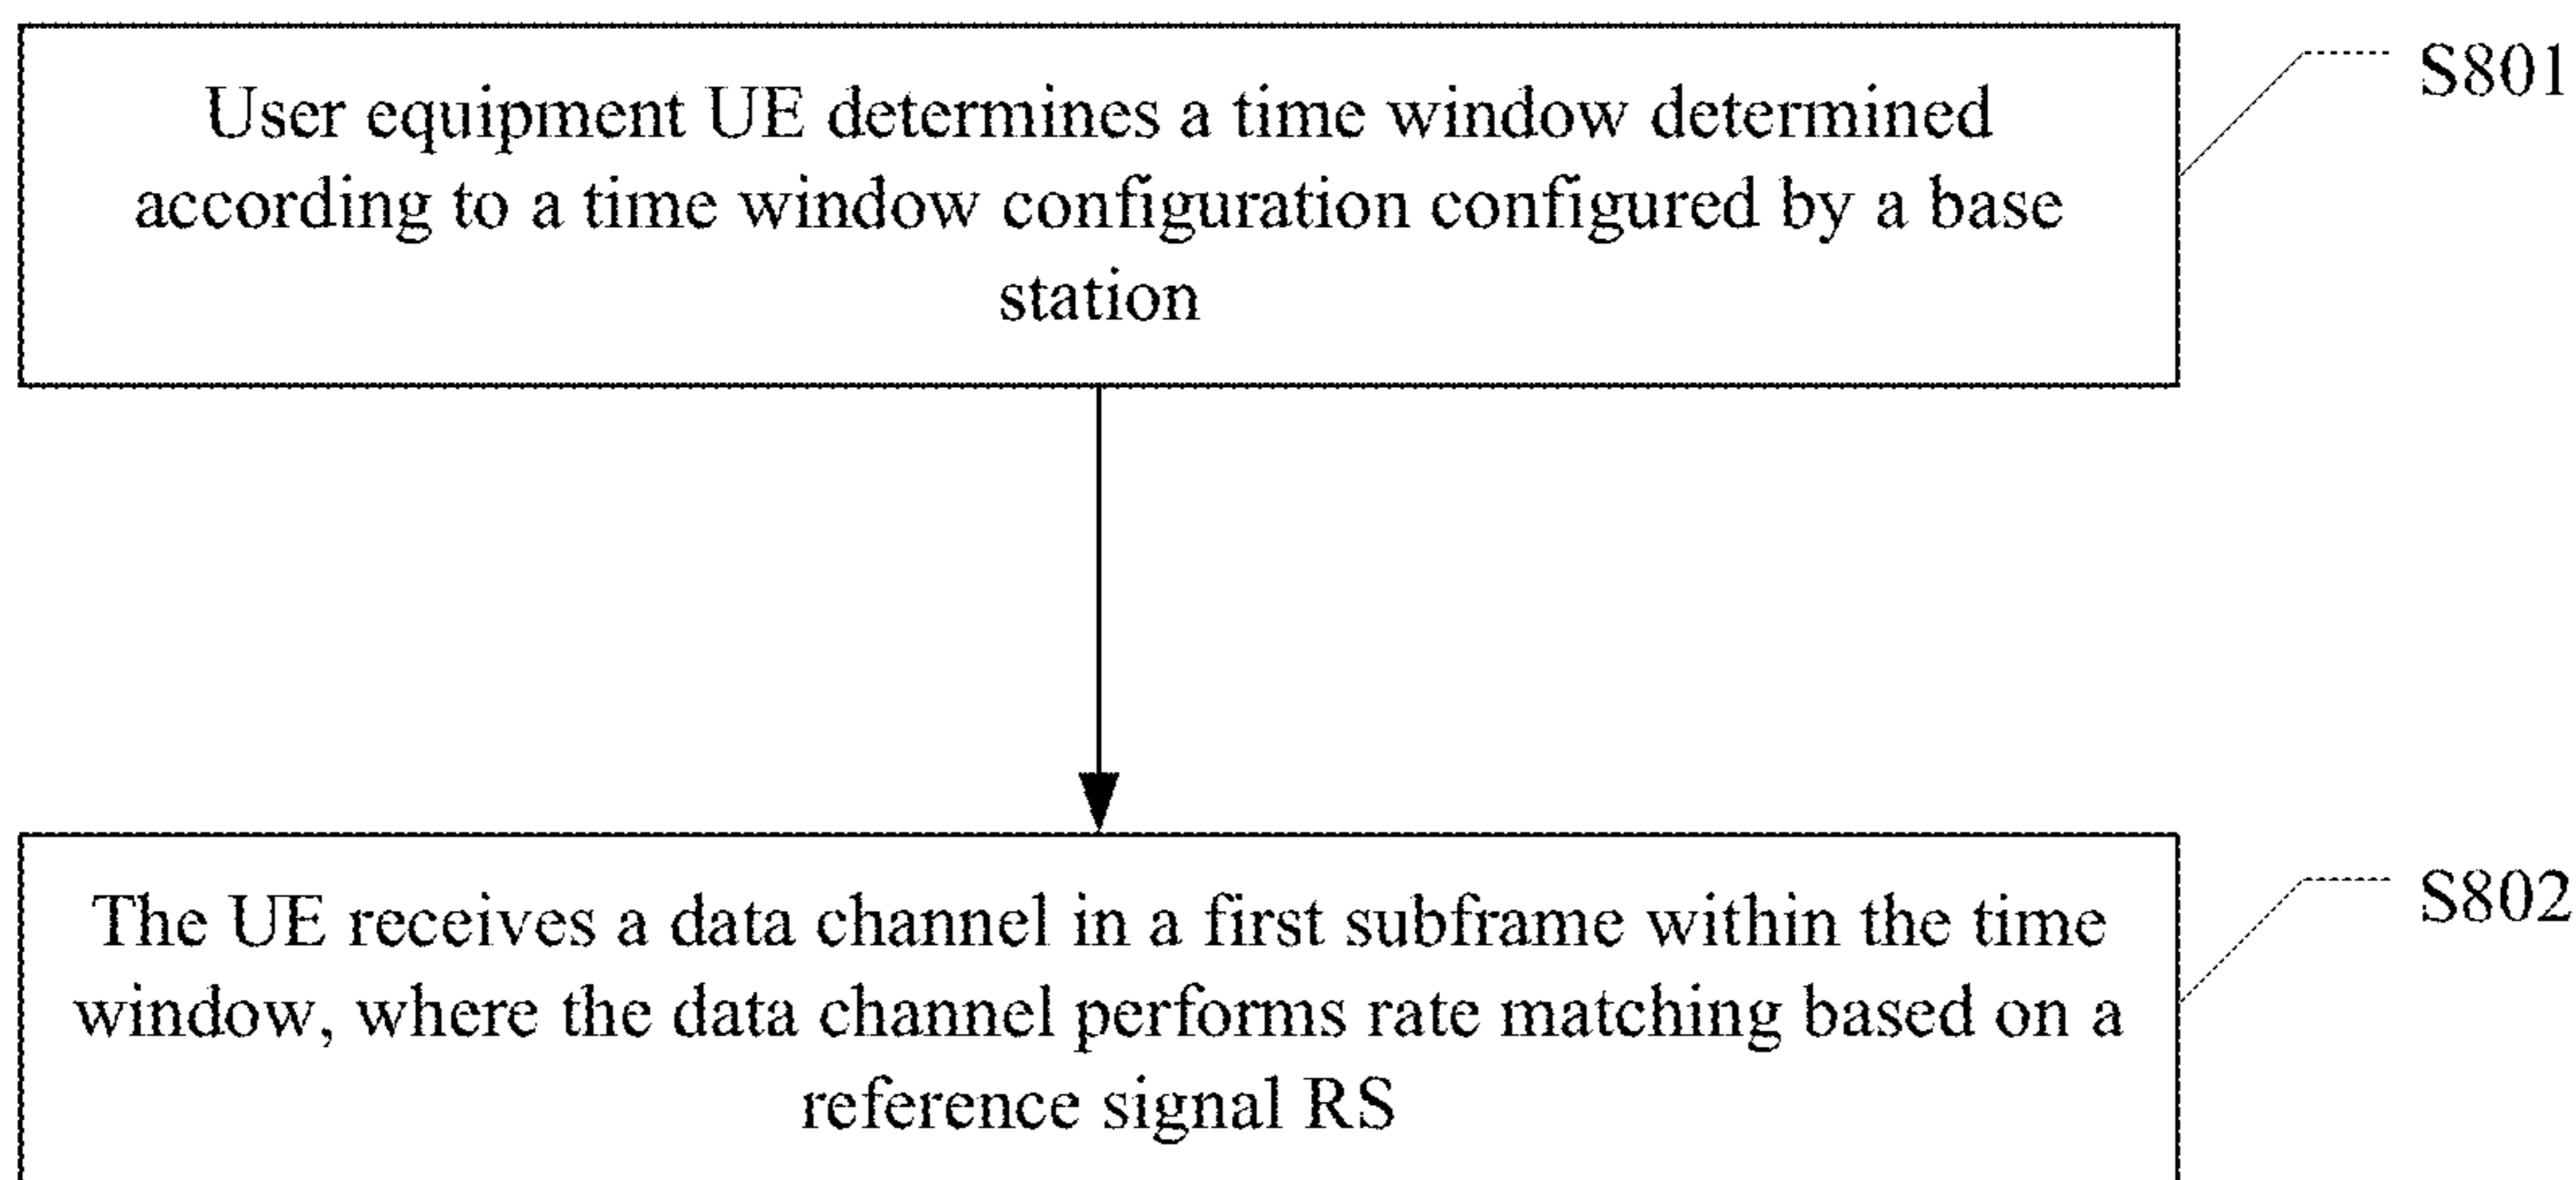 User equipment UE determines a time window determined
according to a time window configuration configured by a base
station
S801
The UE receives a data channel in a first subframe within the time
window, where the data channel performs rate matching based on a
reference signal RS
S802